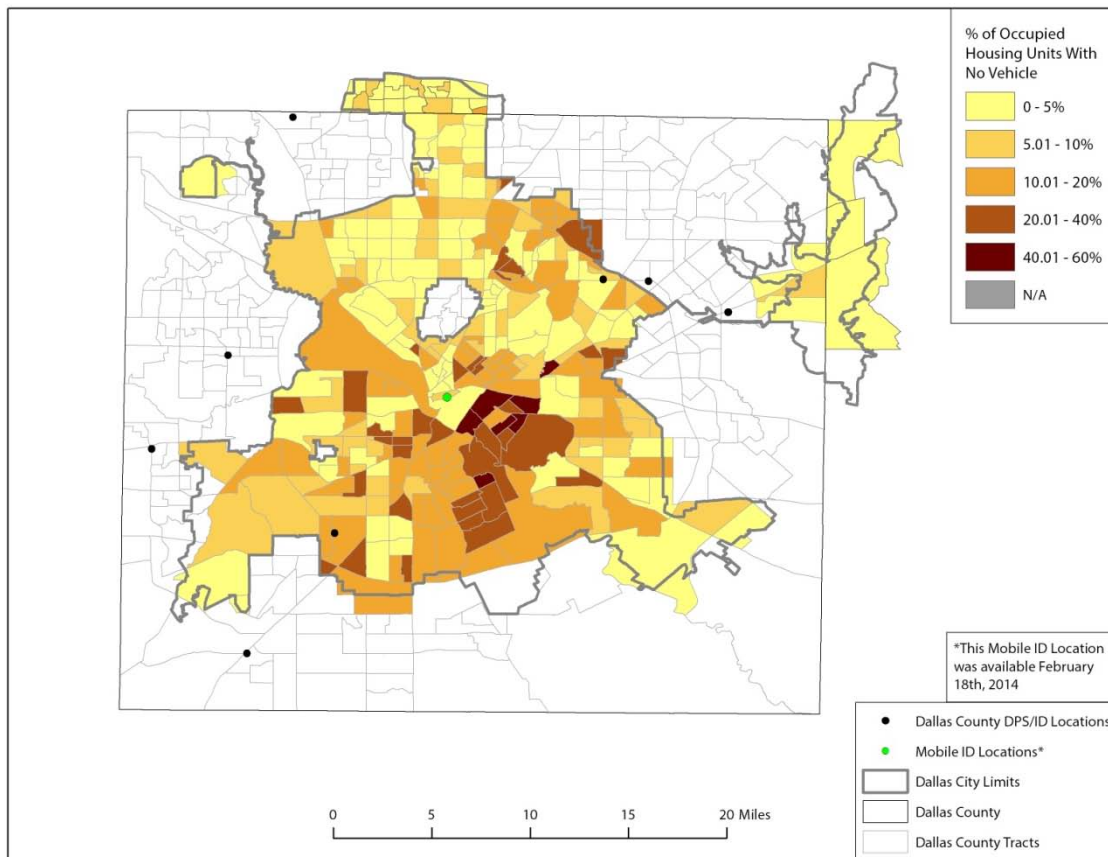 % of Occupied
Housing Units With
No Vehicle
0 - 5%
5.01 - 10%
10.01 - 20%
20.01 - 40%
40.01 - 60%
N/A
*This Mobile ID Location
was available February
18th, 2014
Dallas County DPS/ID Locations
Mobile ID Locations*
Dallas City Limits
Dallas County
Dallas County Tracts
0 5 10 15 20 Miles